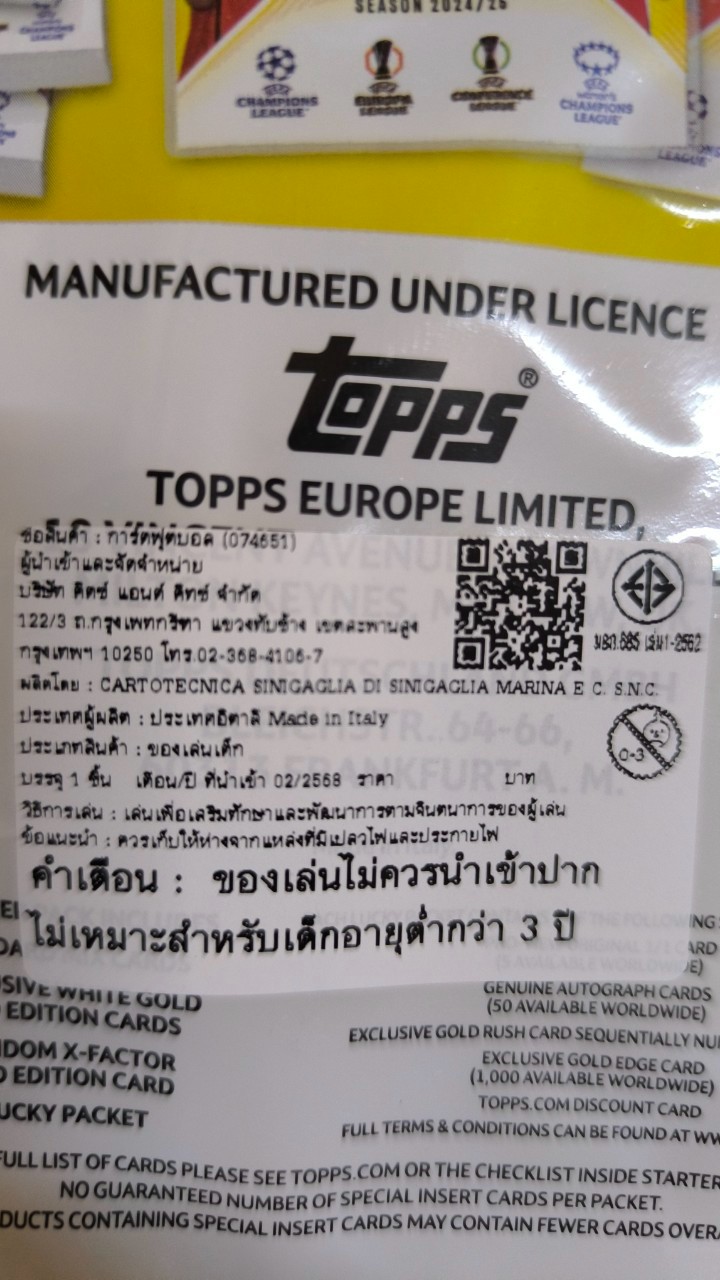 SEASON 2024/25
CHAMPIONS LEAGUE
EUROPA LEAGUE
CONFERENCE LEAGUE
CHAMPIONS LEAGUE
MANUFACTURED UNDER LICENCE
topps®
TOPPS EUROPE LIMITED,
ชื่อสินค้า : การ์ดฟุตบอล (074651)
ผู้นำเข้าและจัดจำหน่าย
บริษัท คิดซ์ แอนด์ คิทซ์ จำกัด
122/3 ถ.กรุงเทพกรีฑา แขวงทับช้าง เขตสะพานสูง
กรุงเทพฯ 10250 โทร.02-368-4106-7
มอก.685 เล่ม1-2562
ผลิตโดย : CARTOTECNICA SINIGAGLIA DI SINIGAGLIA MARINA E C. S.N.C.
ประเทศผู้ผลิต : ประเทศอิตาลี Made in Italy
ประเภทสินค้า : ของเล่นเด็ก
0-3
บรรจุ 1 ชิ้น เดือน/ปี ที่นำเข้า 02/2568 ราคา บาท
วิธีการเล่น : เล่นเพื่อเสริมทักษาและพัฒนาการตามจินตนาการของผู้เล่น
ข้อแนะนำ : ควรเก็บให้ห่างจากแหล่งที่มีเปลวไฟและประกายไฟ
คำเตือน : ของเล่นไม่ควรนำเข้าปาก
ไม่เหมาะสำหรับเด็กอายุต่ำกว่า 3 ปี
SIVE WHITE GOLD
EDITION CARDS
DOM X-FACTOR
EDITION CARD
UCKY PACKET
GENUINE AUTOGRAPH CARDS
(50 AVAILABLE WORLDWIDE)
EXCLUSIVE GOLD RUSH CARD SEQUENTIALLY NU
EXCLUSIVE GOLD EDGE CARD
(1,000 AVAILABLE WORLDWIDE)
TOPPS.COM DISCOUNT CARD
FULL TERMS & CONDITIONS CAN BE FOUND AT WW
FULL LIST OF CARDS PLEASE SEE TOPPS.COM OR THE CHECKLIST INSIDE STARTER
NO GUARANTEED NUMBER OF SPECIAL INSERT CARDS PER PACKET.
DUCTS CONTAINING SPECIAL INSERT CARDS MAY CONTAIN FEWER CARDS OVERA